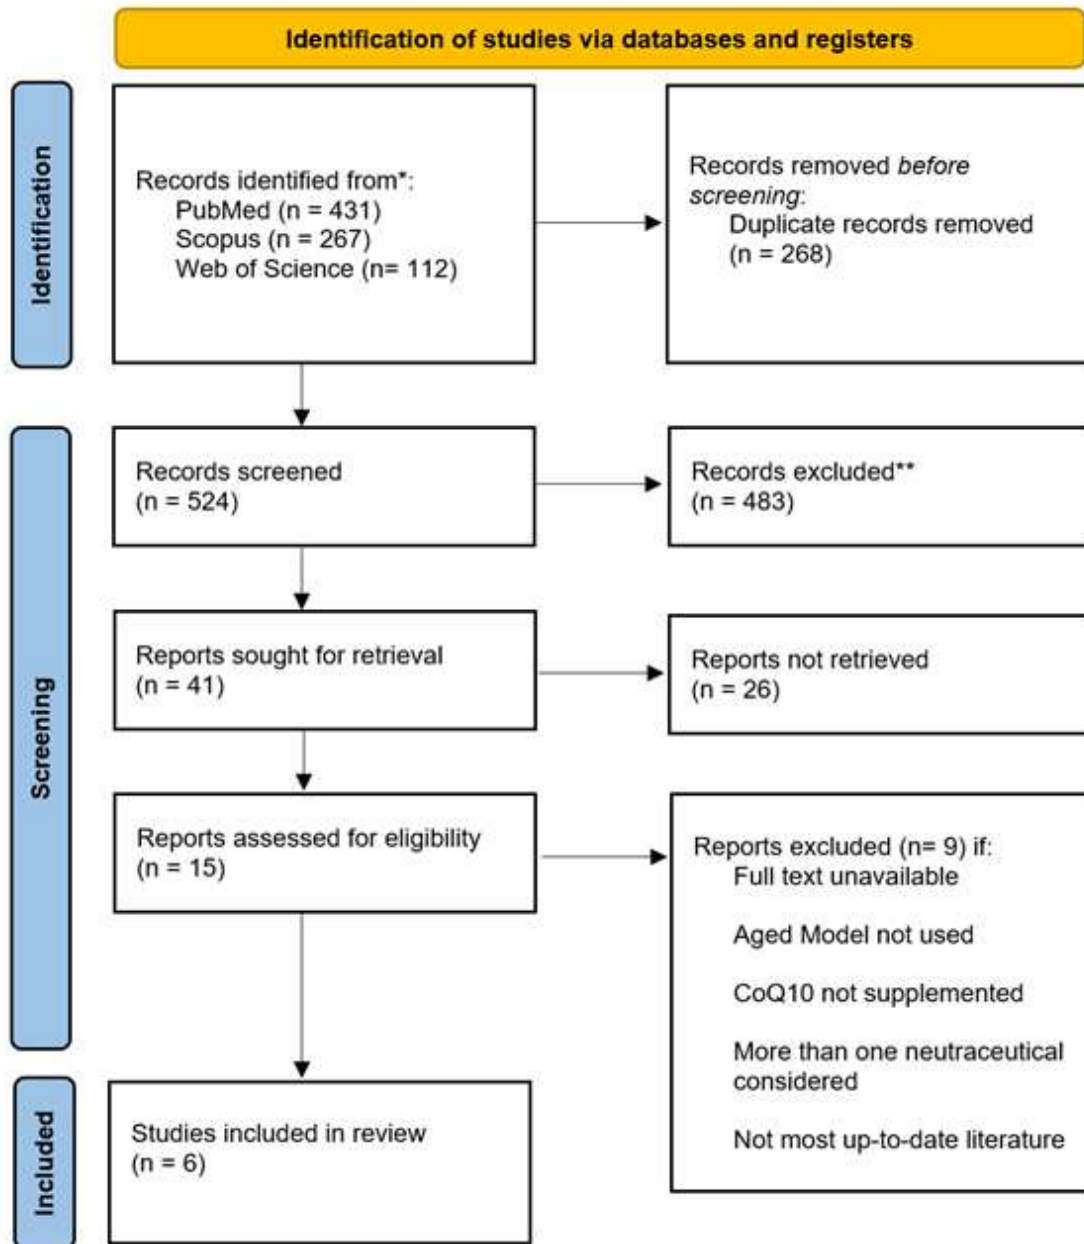 Identification of studies via databases and registers
Identification
Records identified from*:
PubMed (n = 431)
Scopus (n = 267)
Web of Science (n= 112)
Records removed before
screening:
Duplicate records removed
(n = 268)
Screening
Records screened
(n = 524)
Records excluded**
(n = 483)
Reports sought for retrieval
(n = 41)
Reports not retrieved
(n = 26)
Reports assessed for eligibility
(n = 15)
Reports excluded (n= 9) if:
Full text unavailable
Aged Model not used
CoQ10 not supplemented
More than one neutraceutical
considered
Not most up-to-date literature
Included
Studies included in review
(n = 6)